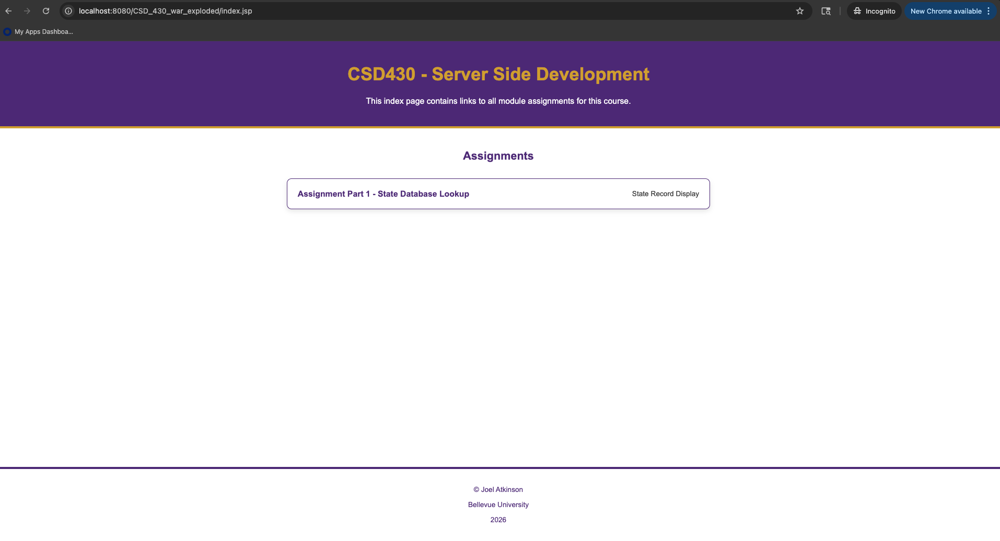 localhost:8080/CSD_430_war_exploded/index.jsp
Incognito
New Chrome available
My Apps Dashboa...
CSD430 - Server Side Development
This index page contains links to all module assignments for this course.
Assignments
Assignment Part 1 - State Database Lookup
State Record Display
© Joel Atkinson
Bellevue University
2026